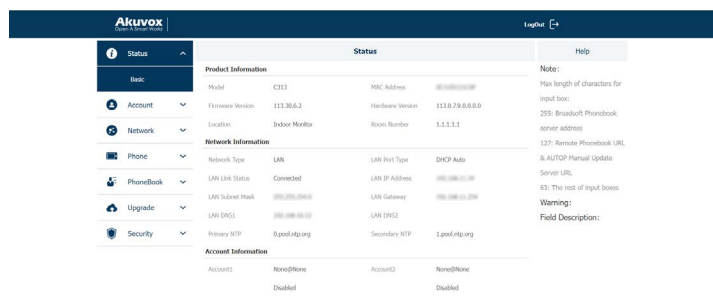 Akuvox
Open A Smart World
LogOut
Status
Basic
Account
Network
Phone
PhoneBook
Upgrade
Security
Status
Product Information
Model C313 MAC Address
Firmware Version 113.30.6.2 Hardware Version 113.0.7.9.0.0.0.0
Location Indoor Monitor Room Number 1.1.1.1.1
Network Information
Network Type LAN LAN Port Type DHCP Auto
LAN Link Status Connected LAN IP Address
LAN Subnet Mask LAN Gateway
LAN DNS1 LAN DNS2
Primary NTP 0.pool.ntp.org Secondary NTP 1.pool.ntp.org
Account Information
Account1 None@None Account2 None@None
Disabled Disabled
Help
Note:
Max length of characters for
input box:
255: Broadsoft Phonebook
server address
127: Remote Phonebook URL
& AUTOP Manual Update
Server URL
63: The rest of input boxes
Warning:
Field Description: